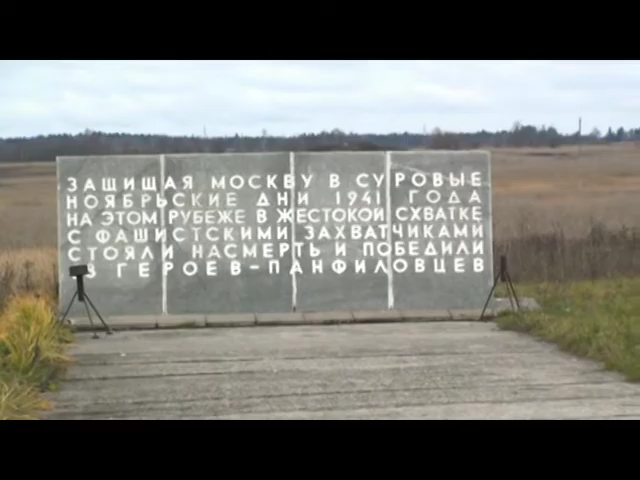 ЗАЩИЩАЯ МОСКВУ В СУРОВЫЕ
НОЯБРЬСКИЕ ДНИ 1941 ГОДА
НА ЭТОМ РУБЕЖЕ В ЖЕСТОКОЙ СХВАТКЕ
С ФАШИСТСКИМИ ЗАХВАТЧИКАМИ
СТОЯЛИ НАСМЕРТЬ И ПОБЕДИЛИ
ГЕРОЕВ-ПАНФИЛОВЦЕВ